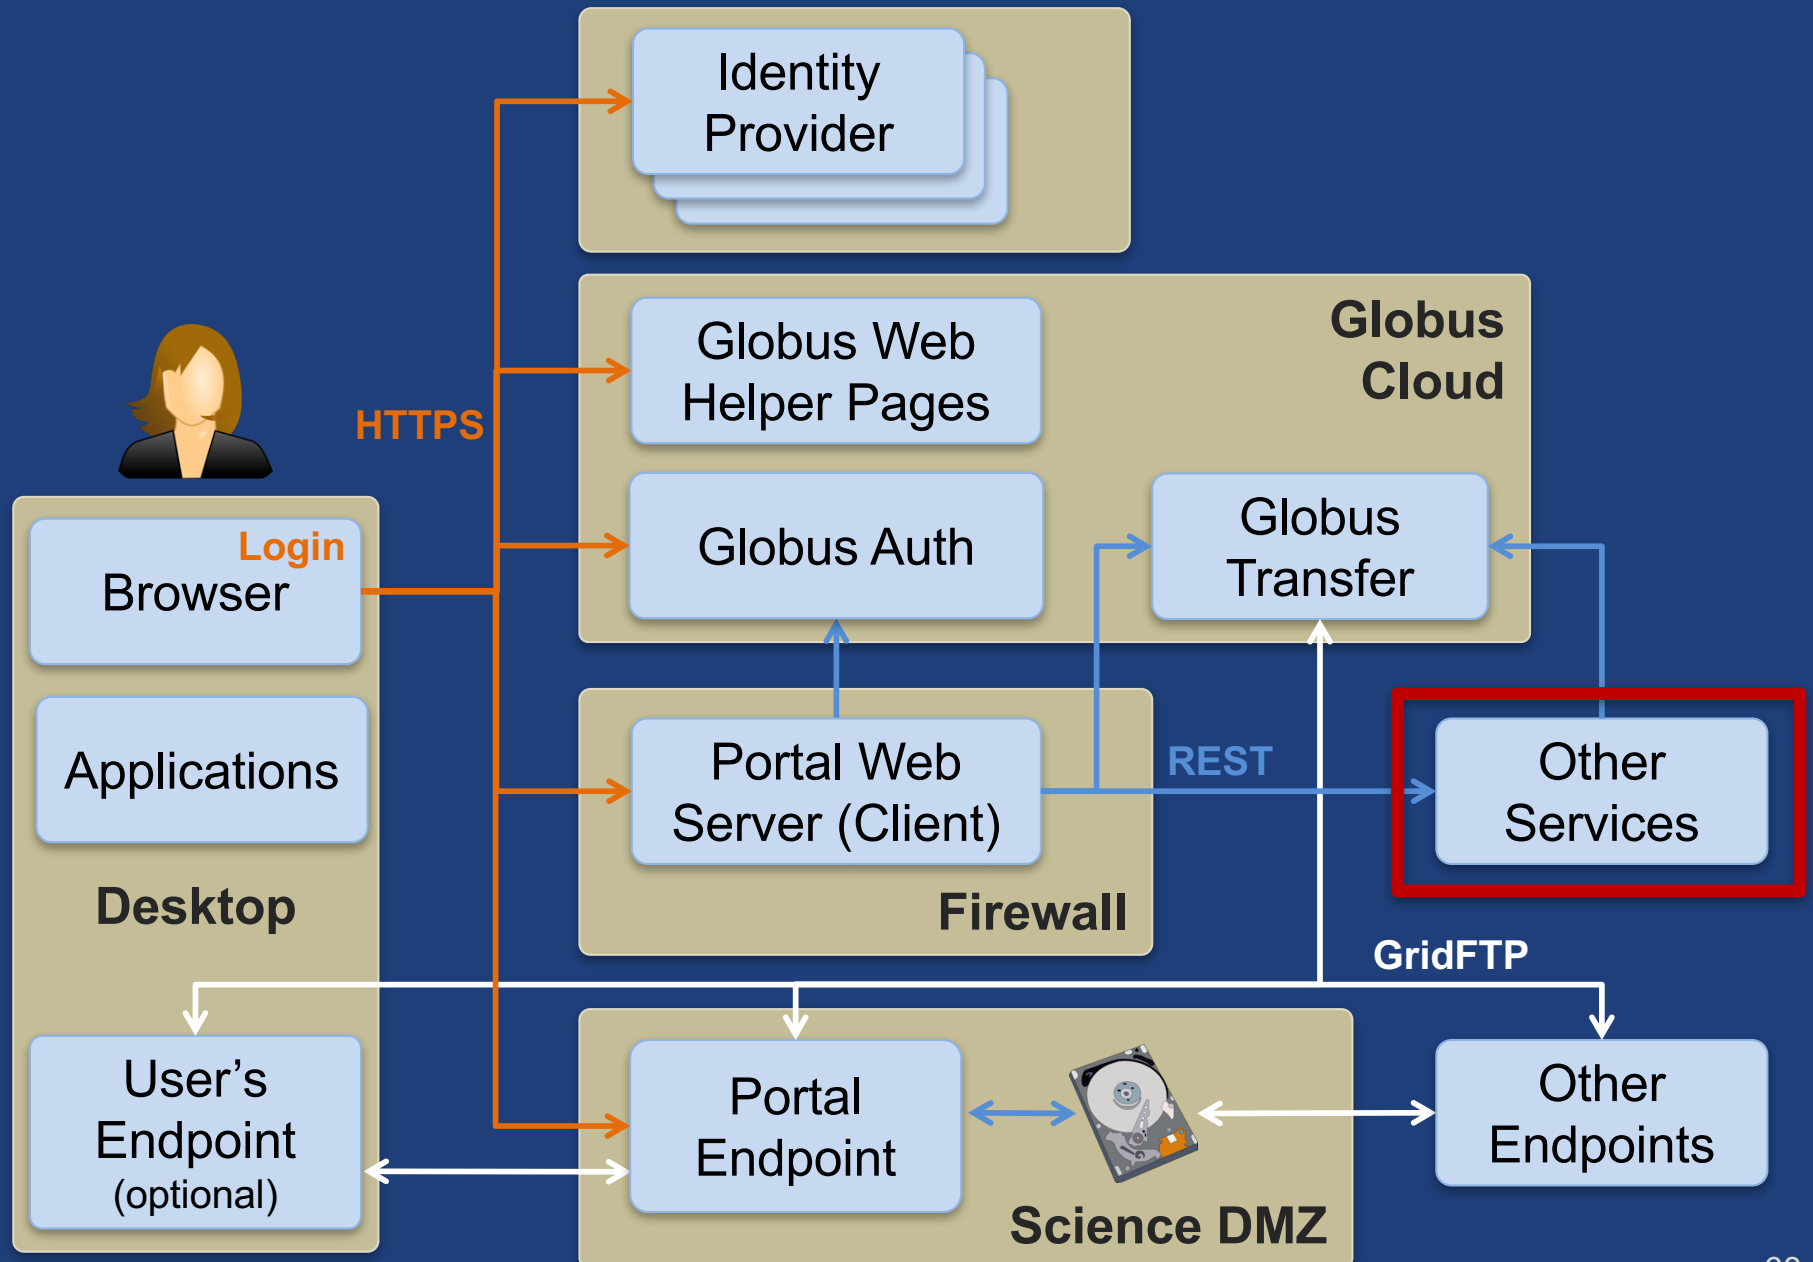 Identity
Provider
Globus Web
Helper Pages
Globus
Cloud
HTTPS
Login
Browser
Globus Auth
Globus
Transfer
Applications
Desktop
Portal Web
Server (Client)
Firewall
REST
Other
Services
GridFTP
User’s
Endpoint
(optional)
Portal
Endpoint
Science DMZ
Other
Endpoints